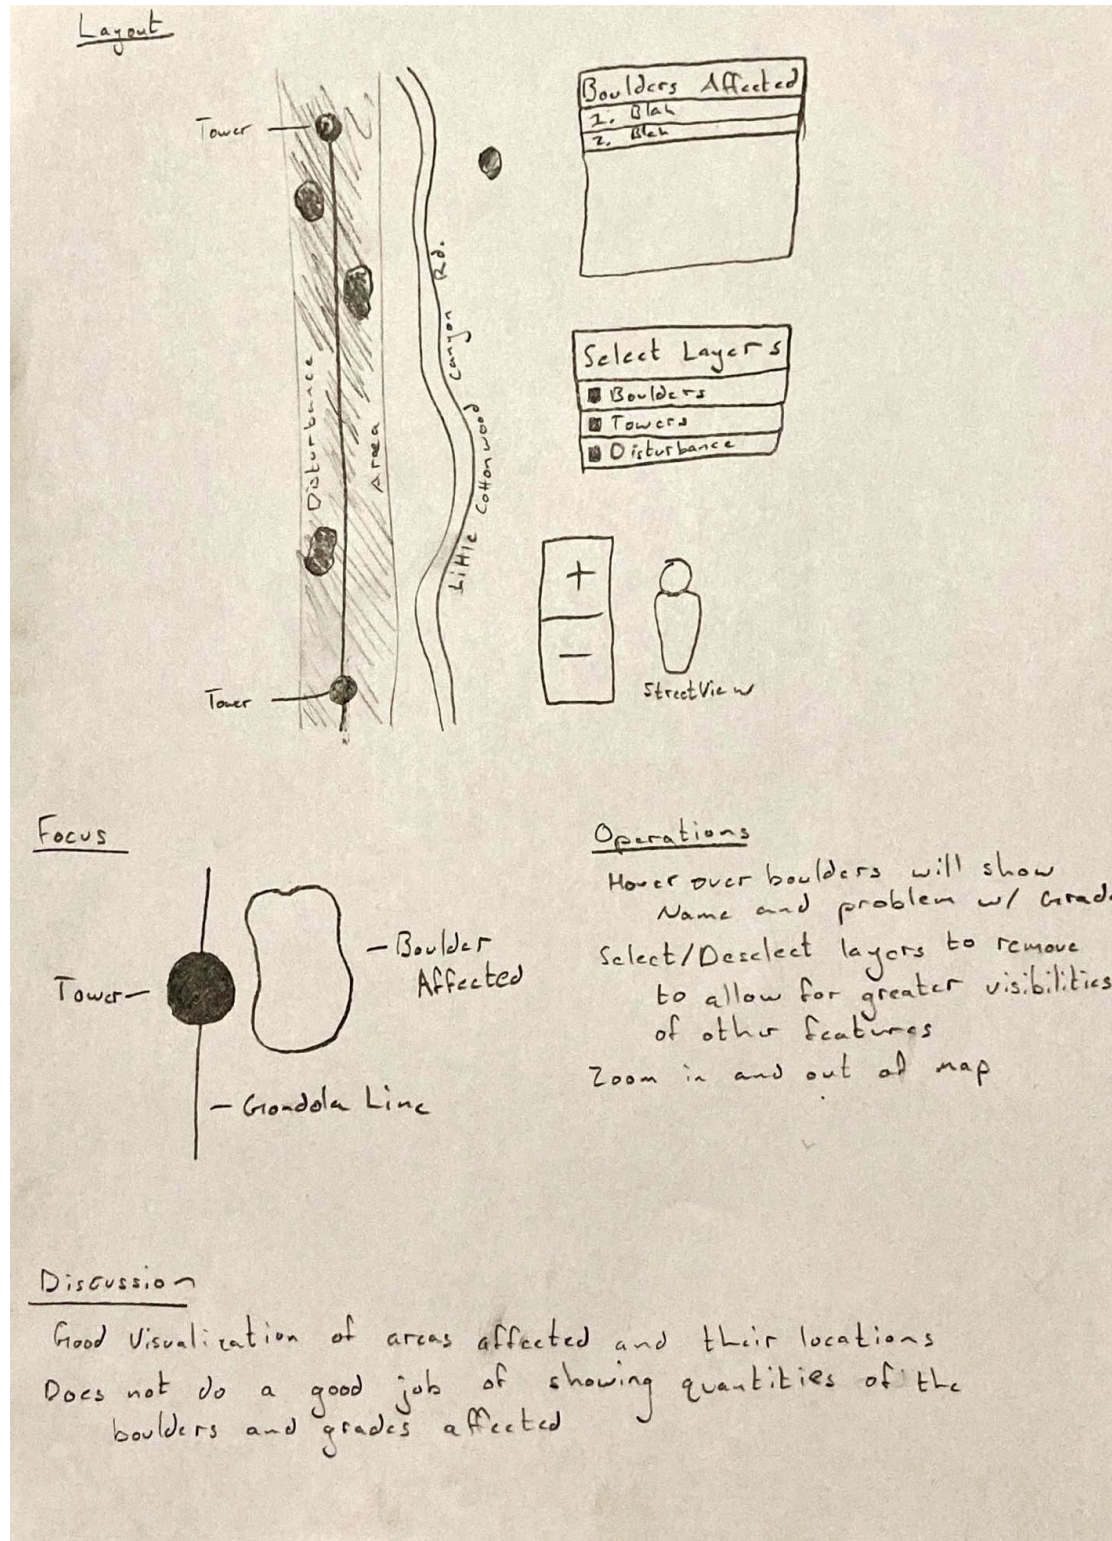 Layout
Tower
Disturbance
Area
Little Cottonwood Canyon Rd.
Tower
Boulders Affected
1. Blah
2. Blah
Select Layers
Boulders
Towers
Disturbance
+
-
StreetView
Focus
Tower
Boulder
Affected
Gondola Line
Operations
Hover over boulders will show
Name and problem w/ Grade
Select/Deselect layers to remove
to allow for greater visibilities
of other features
Zoom in and out of map
Discussion
Good Visualization of areas affected and their locations
Does not do a good job of showing quantities of the
boulders and grades affected